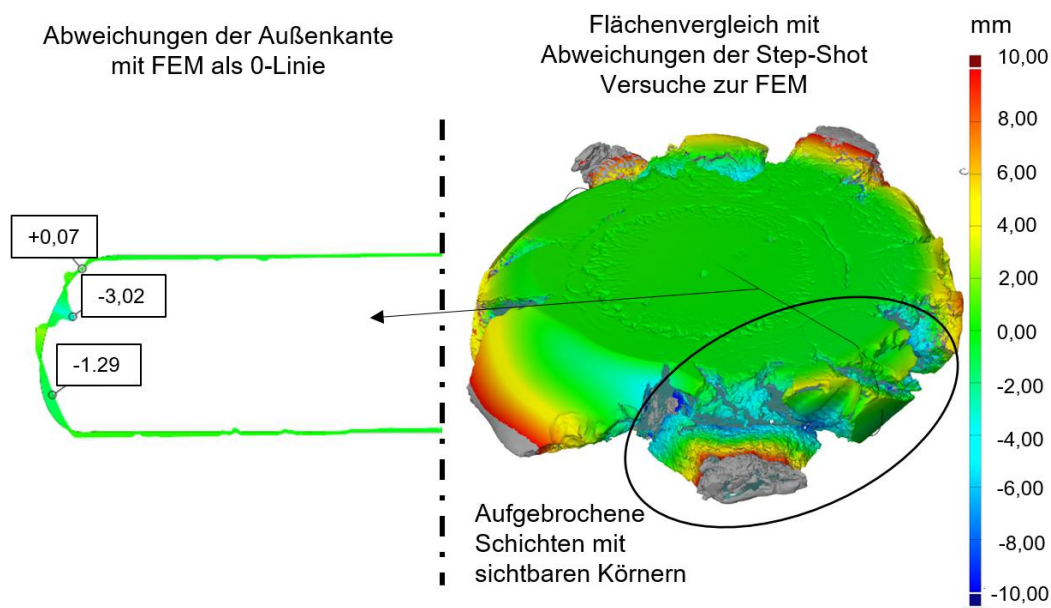 Abweichungen der Außenkante
mit FEM als 0-Linie
+0,07
-3,02
-1.29
Flächenvergleich mit
Abweichungen der Step-Shot
Versuche zur FEM
Aufgebrochene
Schichten mit
sichtbaren Körnern
mm
10,00
8,00
6,00
4,00
2,00
0,00
-2,00
-4,00
-6,00
-8,00
-10,00